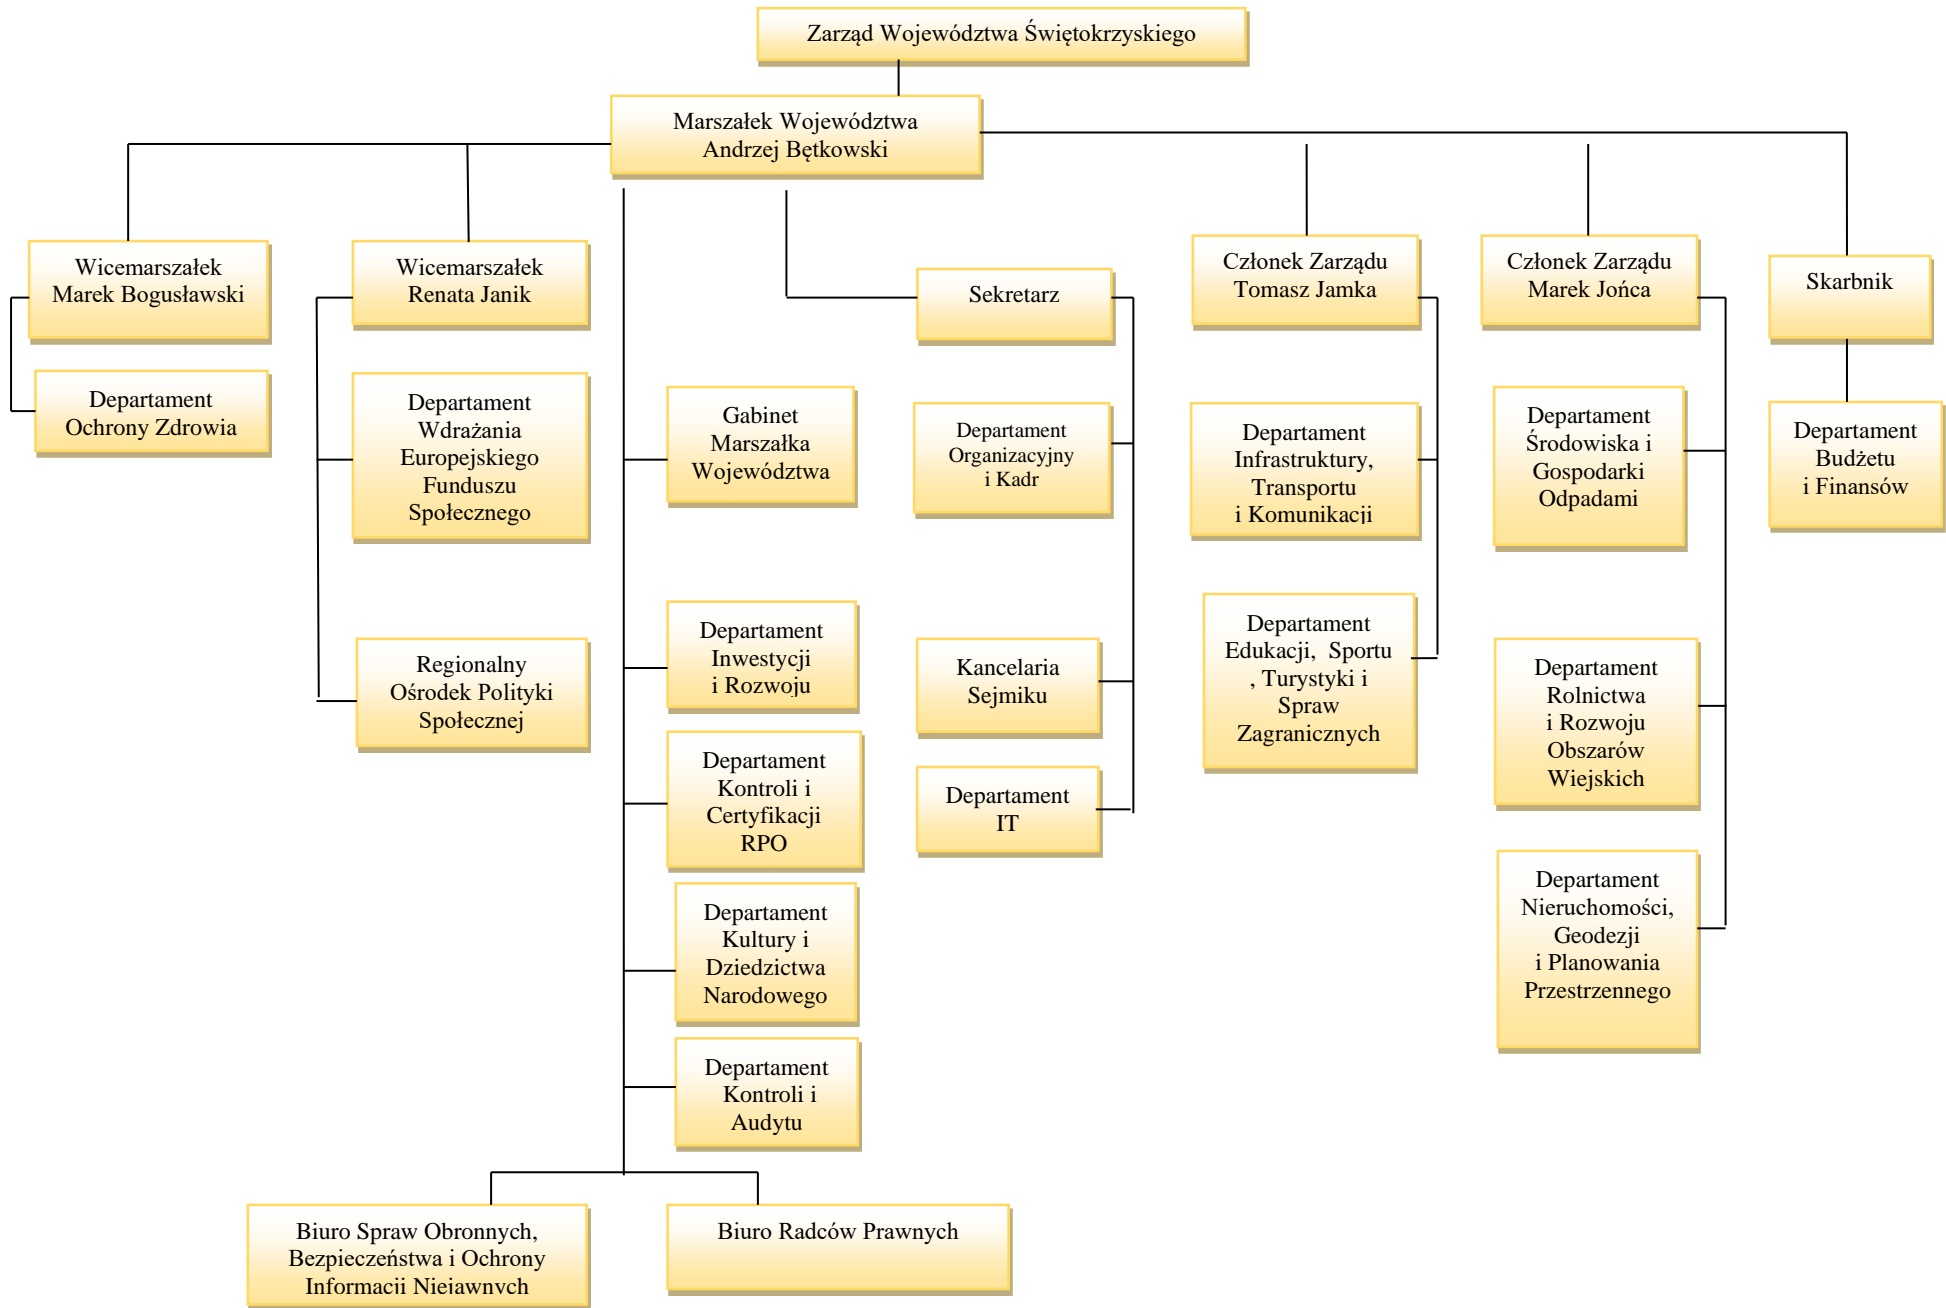 Zarząd Województwa Świętokrzyskiego
Marszałek Województwa
Andrzej Bętkowski
Wicemarszałek
Marek Bogusławski
Departament
Ochrony Zdrowia
Wicemarszałek
Renata Janik
Departament
Wdrażania
Europejskiego
Funduszu
Społecznego
Regionalny
Ośrodek Polityki
Społecznej
Gabinet
Marszałka
Województwa
Departament
Inwestycji
i Rozwoju
Departament
Kontroli i
Certyfikacji
RPO
Departament
Kultury i
Dziedzictwa
Narodowego
Departament
Kontroli i
Audytu
Biuro Spraw Obronnych,
Bezpieczeństwa i Ochrony
Informacji Niejawnych
Biuro Radców Prawnych
Sekretarz
Departament
Organizacyjny
i Kadr
Kancelaria
Sejmiku
Departament
IT
Członek Zarządu
Tomasz Jamka
Departament
Infrastruktury,
Transportu
i Komunikacji
Departament
Edukacji, Sportu
, Turystyki i
Spraw
Zagranicznych
Członek Zarządu
Marek Jońca
Departament
Środowiska i
Gospodarki
Odpadami
Departament
Rolnictwa
i Rozwoju
Obszarów
Wiejskich
Departament
Nieruchomości,
Geodezji
i Planowania
Przestrzennego
Skarbnik
Departament
Budżetu
i Finansów